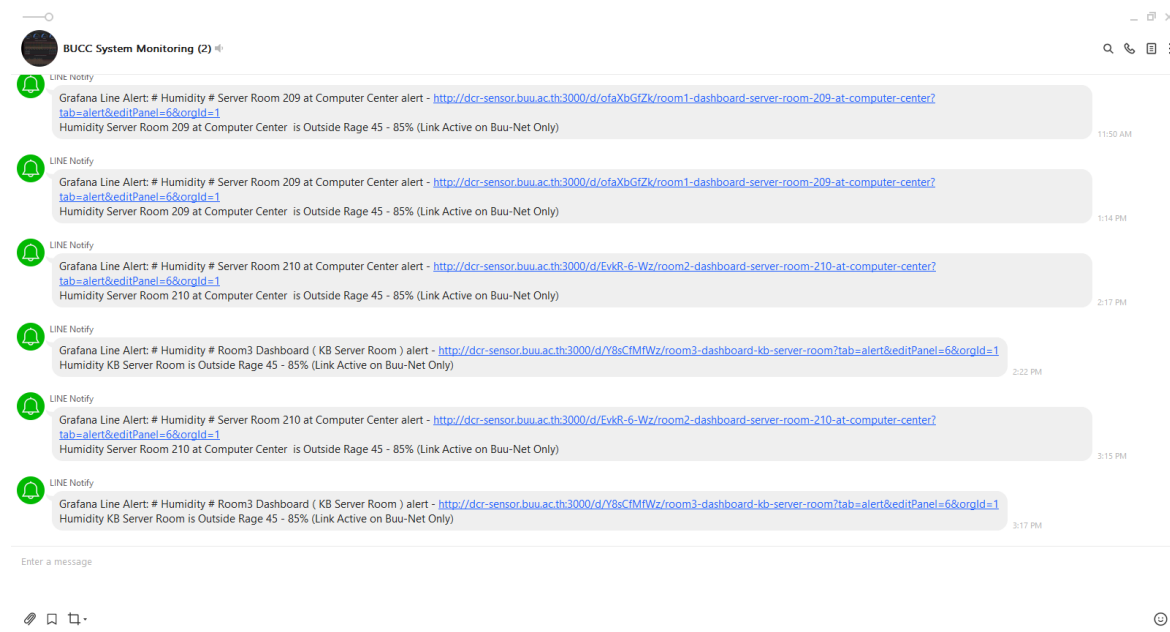 BUCC System Monitoring (2)
LINE Notify
Grafana Line Alert: # Humidity # Server Room 209 at Computer Center alert - http://dcr-sensor.buu.ac.th:3000/d/ofaXbGfZk/room1-dashboard-server-room-209-at-computer-center?
tab=alert&editPanel=6&orgId=1
Humidity Server Room 209 at Computer Center  is Outside Rage 45 - 85% (Link Active on Buu-Net Only)
11:50 AM
LINE Notify
Grafana Line Alert: # Humidity # Server Room 209 at Computer Center alert - http://dcr-sensor.buu.ac.th:3000/d/ofaXbGfZk/room1-dashboard-server-room-209-at-computer-center?
tab=alert&editPanel=6&orgId=1
Humidity Server Room 209 at Computer Center  is Outside Rage 45 - 85% (Link Active on Buu-Net Only)
1:14 PM
LINE Notify
Grafana Line Alert: # Humidity # Server Room 210 at Computer Center alert - http://dcr-sensor.buu.ac.th:3000/d/EvkR-6-Wz/room2-dashboard-server-room-210-at-computer-center?
tab=alert&editPanel=6&orgId=1
Humidity Server Room 210 at Computer Center  is Outside Rage 45 - 85% (Link Active on Buu-Net Only)
2:17 PM
LINE Notify
Grafana Line Alert: # Humidity # Room3 Dashboard ( KB Server Room ) alert - http://dcr-sensor.buu.ac.th:3000/d/Y8sCfMfWz/room3-dashboard-kb-server-room?tab=alert&editPanel=6&orgId=1
Humidity KB Server Room is Outside Rage 45 - 85% (Link Active on Buu-Net Only)
2:22 PM
LINE Notify
Grafana Line Alert: # Humidity # Server Room 210 at Computer Center alert - http://dcr-sensor.buu.ac.th:3000/d/EvkR-6-Wz/room2-dashboard-server-room-210-at-computer-center?
tab=alert&editPanel=6&orgId=1
Humidity Server Room 210 at Computer Center  is Outside Rage 45 - 85% (Link Active on Buu-Net Only)
3:15 PM
LINE Notify
Grafana Line Alert: # Humidity # Room3 Dashboard ( KB Server Room ) alert - http://dcr-sensor.buu.ac.th:3000/d/Y8sCfMfWz/room3-dashboard-kb-server-room?tab=alert&editPanel=6&orgId=1
Humidity KB Server Room is Outside Rage 45 - 85% (Link Active on Buu-Net Only)
3:17 PM
Enter a message